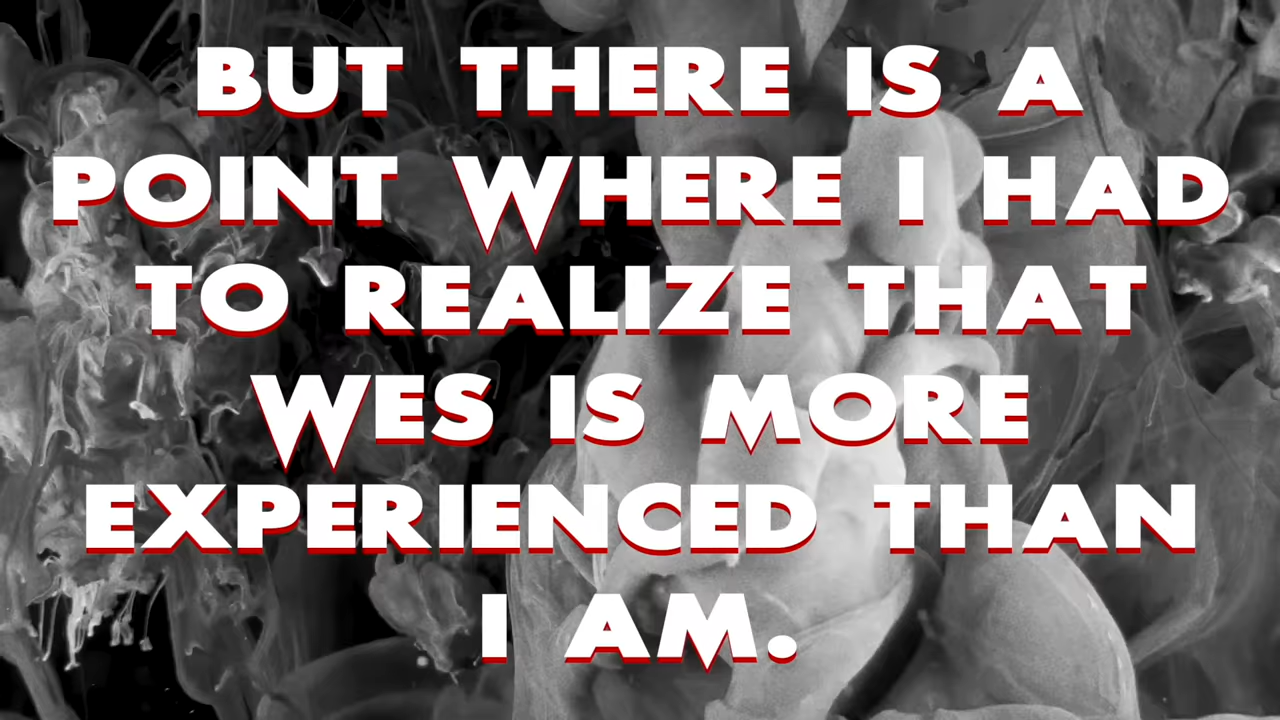 BUT THERE IS A
POINT WHERE I HAD
TO REALIZE THAT
WES IS MORE
EXPERIENCED THAN
I AM.